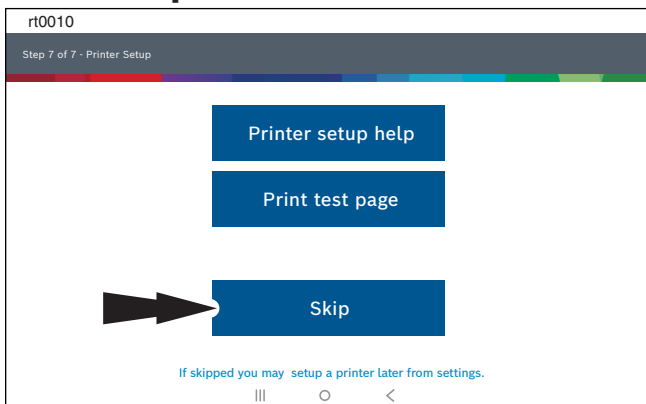 rt0010
Step 7 of 7 - Printer Setup
Printer setup help
Print test page
Skip
If skipped you may setup a printer later from settings.